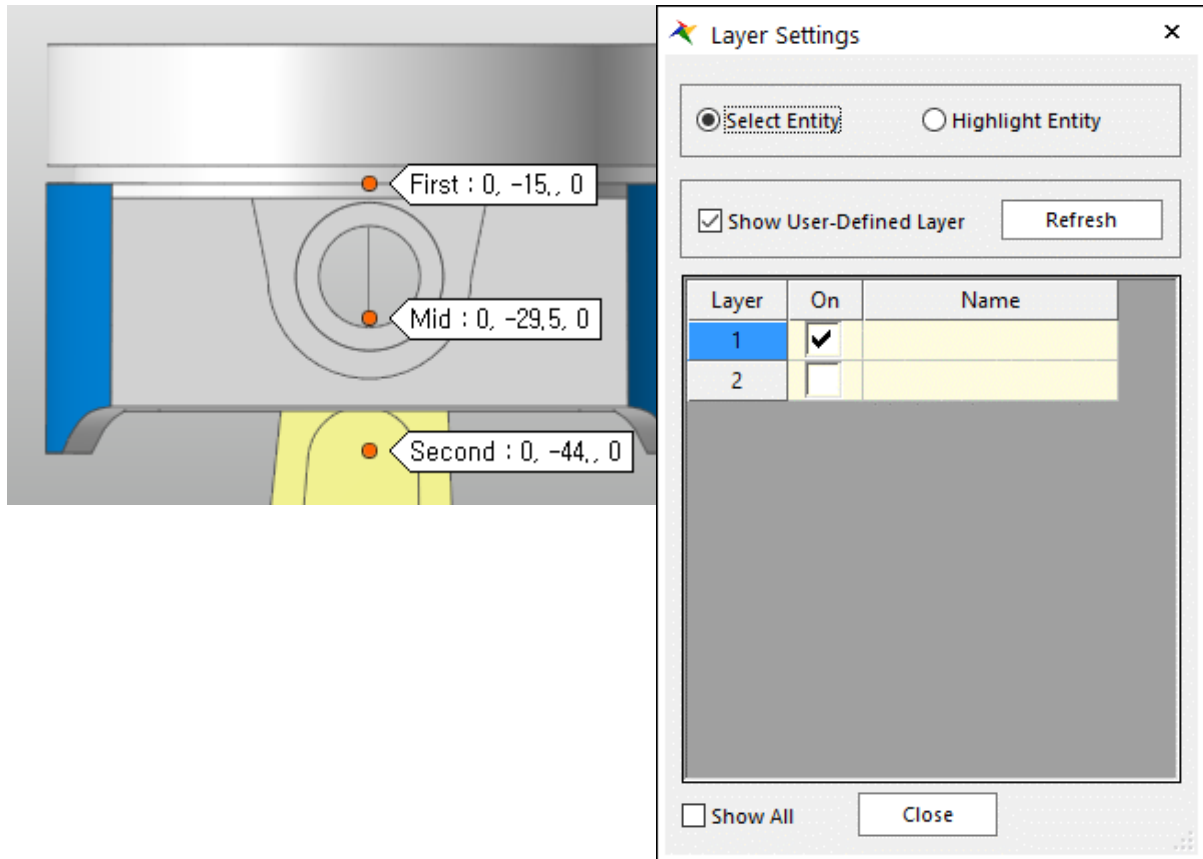 First : 0, -15,, 0
Mid : 0, -29,5, 0
Second : 0, -44,, 0
Layer Settings
Select Entity
Highlight Entity
Show User-Defined Layer
Refresh
Layer On Name
1
2
Show All
Close